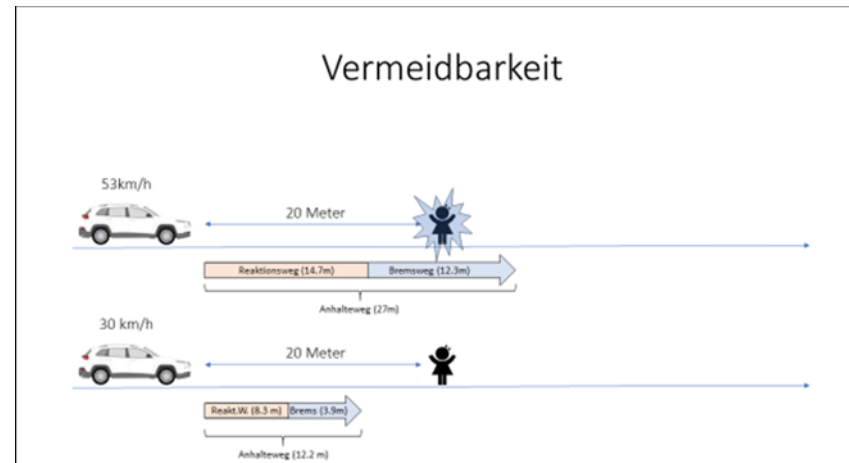 Vermeidbarkeit
53km/h
20 Meter
Reaktionsweg (14.7m) Bremsweg (12.3m)
Anhalteweg (27m)
30 km/h
20 Meter
Reakt.W. (8.3 m) Brems (3.9m)
Anhalteweg (12.2 m)